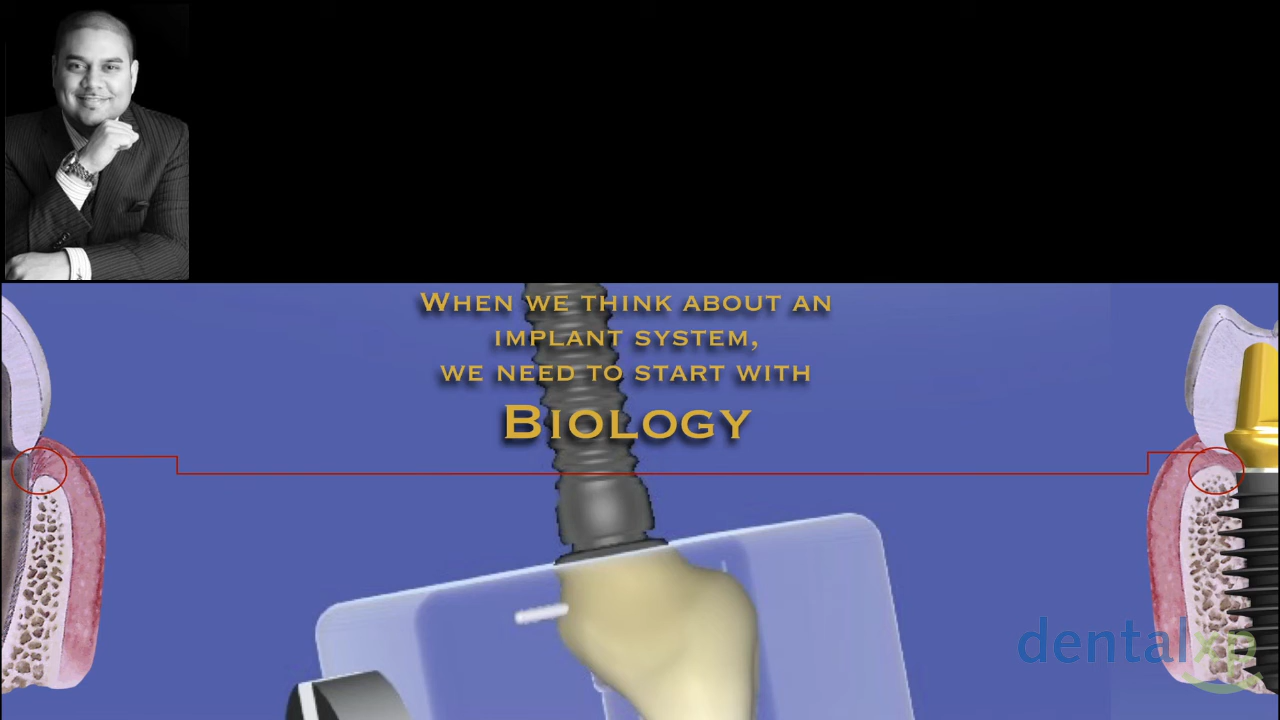 When we think about an
implant system,
we need to start with
Biology
dentalxp